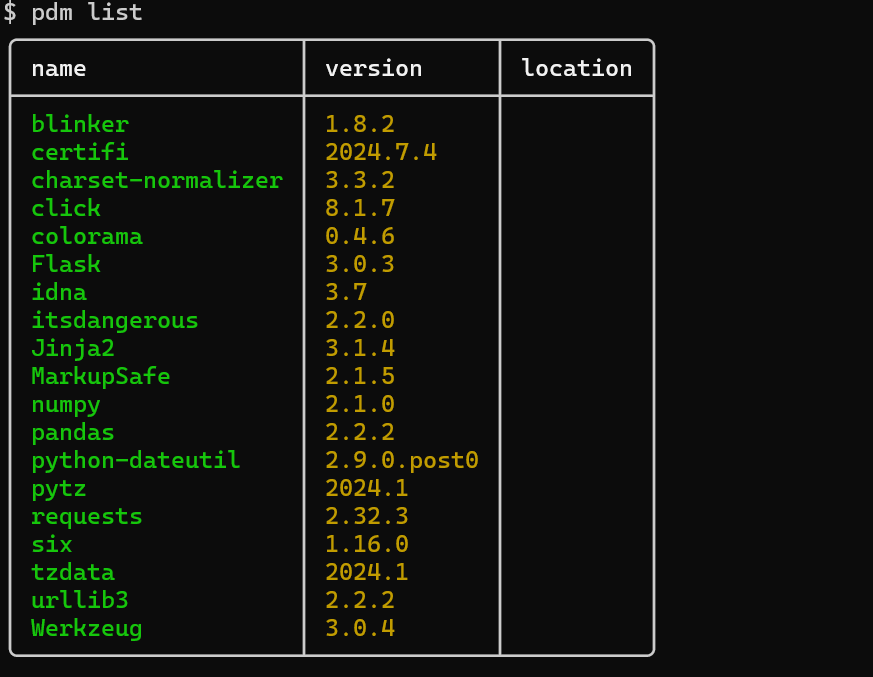 $ pdm list
name version location
blinker 1.8.2
certifi 2024.7.4
charset-normalizer 3.3.2
click 8.1.7
colorama 0.4.6
Flask 3.0.3
idna 3.7
itsdangerous 2.2.0
Jinja2 3.1.4
MarkupSafe 2.1.5
numpy 2.1.0
pandas 2.2.2
python-dateutil 2.9.0.post0
pytz 2024.1
requests 2.32.3
six 1.16.0
tzdata 2024.1
urllib3 2.2.2
Werkzeug 3.0.4